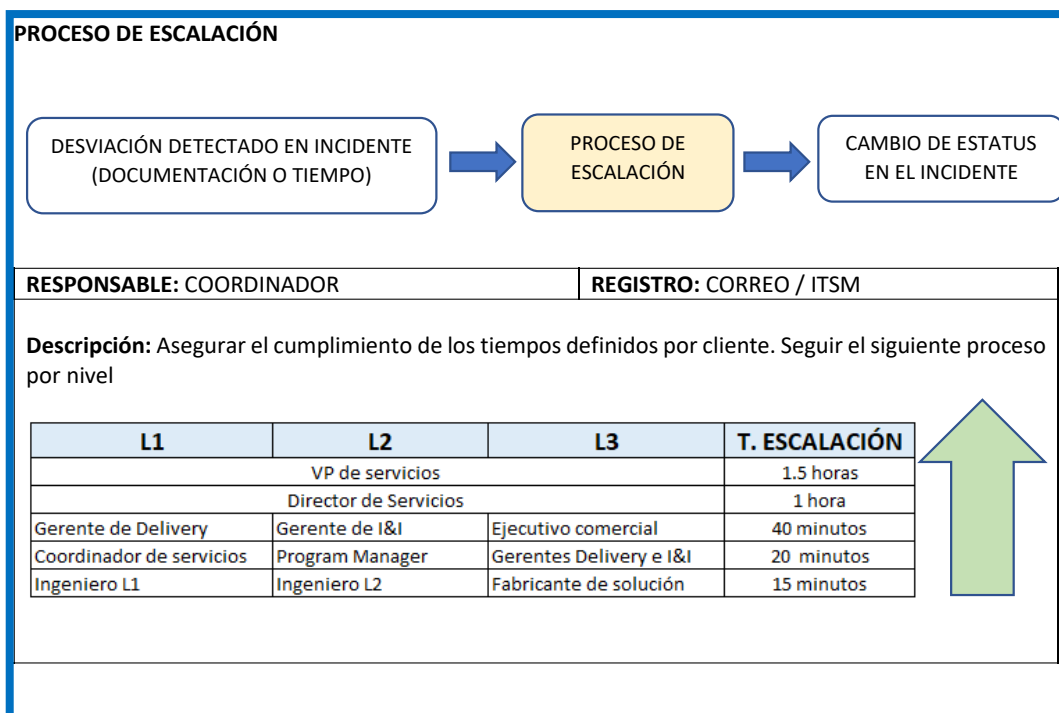 PROCESO DE ESCALACIÓN
DESVIACIÓN DETECTADO EN INCIDENTE
(DOCUMENTACIÓN O TIEMPO)
PROCESO DE
ESCALACIÓN
CAMBIO DE ESTATUS
EN EL INCIDENTE
RESPONSABLE: COORDINADOR
REGISTRO: CORREO / ITSM
Descripción: Asegurar el cumplimiento de los tiempos definidos por cliente. Seguir el siguiente proceso
por nivel
L1 L2 L3 T. ESCALACIÓN
VP de servicios 1.5 horas
Director de Servicios 1 hora
Gerente de Delivery Gerente de I&I Ejecutivo comercial 40 minutos
Coordinador de servicios Program Manager Gerentes Delivery e I&I 20 minutos
Ingeniero L1 Ingeniero L2 Fabricante de solución 15 minutos